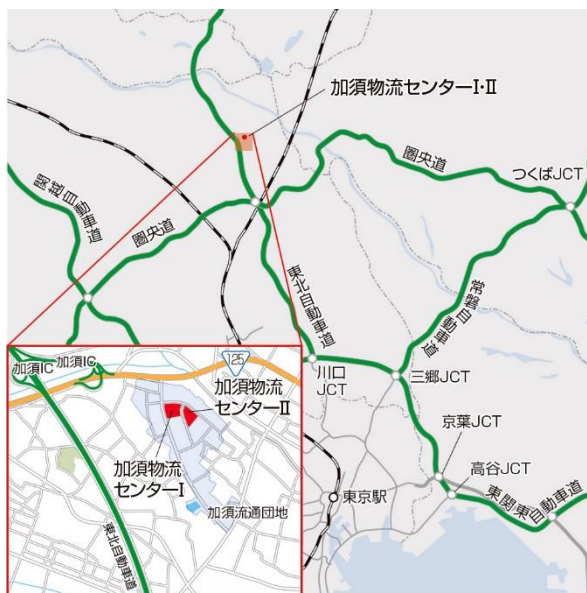 加須物流センターI・II
圏央道
つくばJCT
関越自動車道
圏央道
東北自動車道
常磐自動車道
川口
JCT
三郷JCT
京葉JCT
高谷JCT
東京駅
東関東自動車道
加須IC
加須IC
125
加須物流
センターII
加須物流
センターI
加須流通団地
東北自動車道